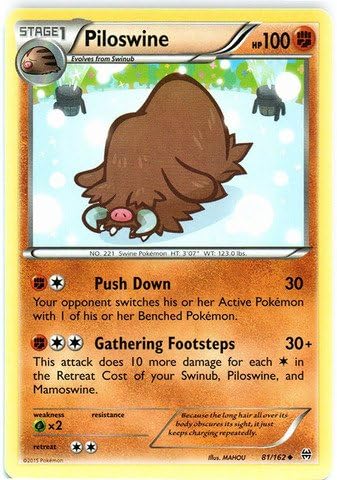 STAGE1 Piloswine HP100
Evolves from Swinub
NO. 221 Swine Pokémon HT: 3'07" WT: 123.0 lbs.
Push Down 30
Your opponent switches his or her Active Pokémon
with 1 of his or her Benched Pokémon.
Gathering Footsteps 30+
This attack does 10 more damage for each in
the Retreat Cost of your Swinub, Piloswine, and
Mamoswine.
weakness resistance
×2
retreat
Because the long hair all over its
body obscures its sight, it just
keeps charging repeatedly.
©2015 Pokémon Illus. MAHOU 81/162